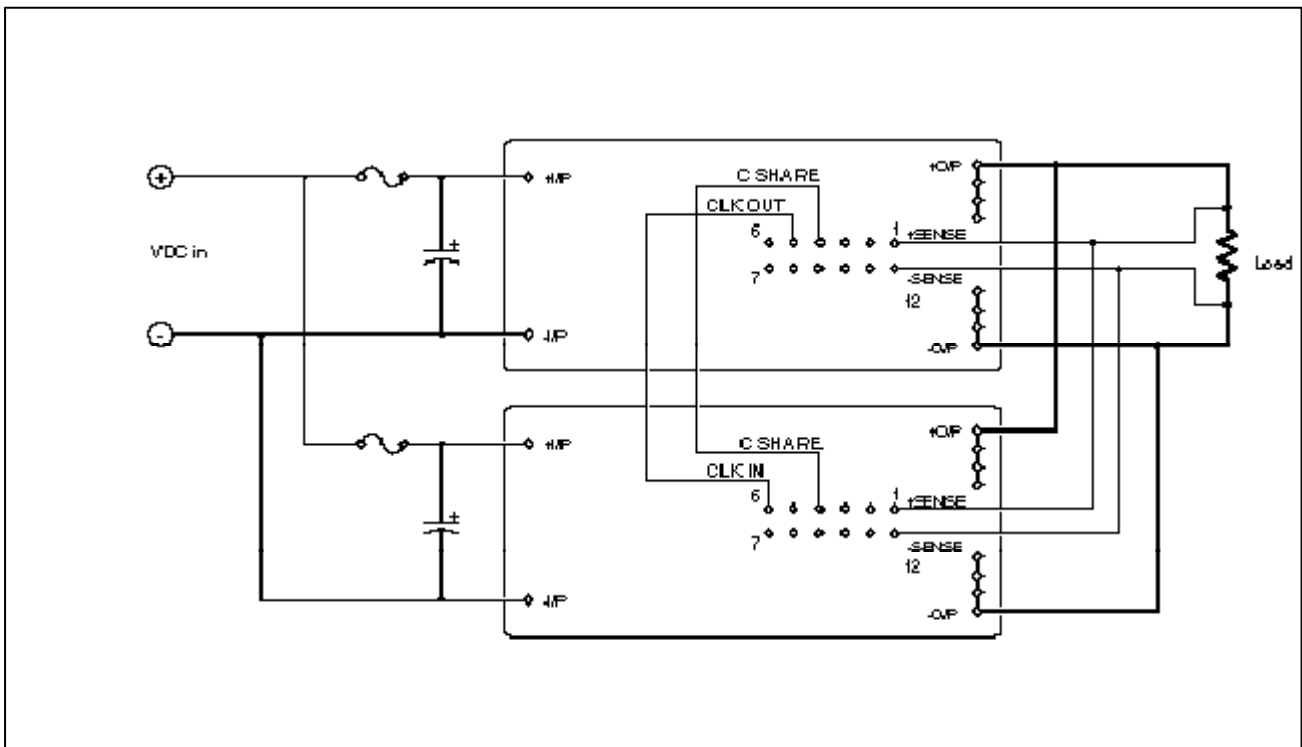 +
VDC in
-
+I/P
-I/P
C SHARE
CLK OUT
6
1
+SENSE
7
-SENSE
12
+O/P
-O/P
+
Load
+I/P
-I/P
C SHARE
CLK IN
6
1
+SENSE
7
-SENSE
12
+O/P
-O/P
+